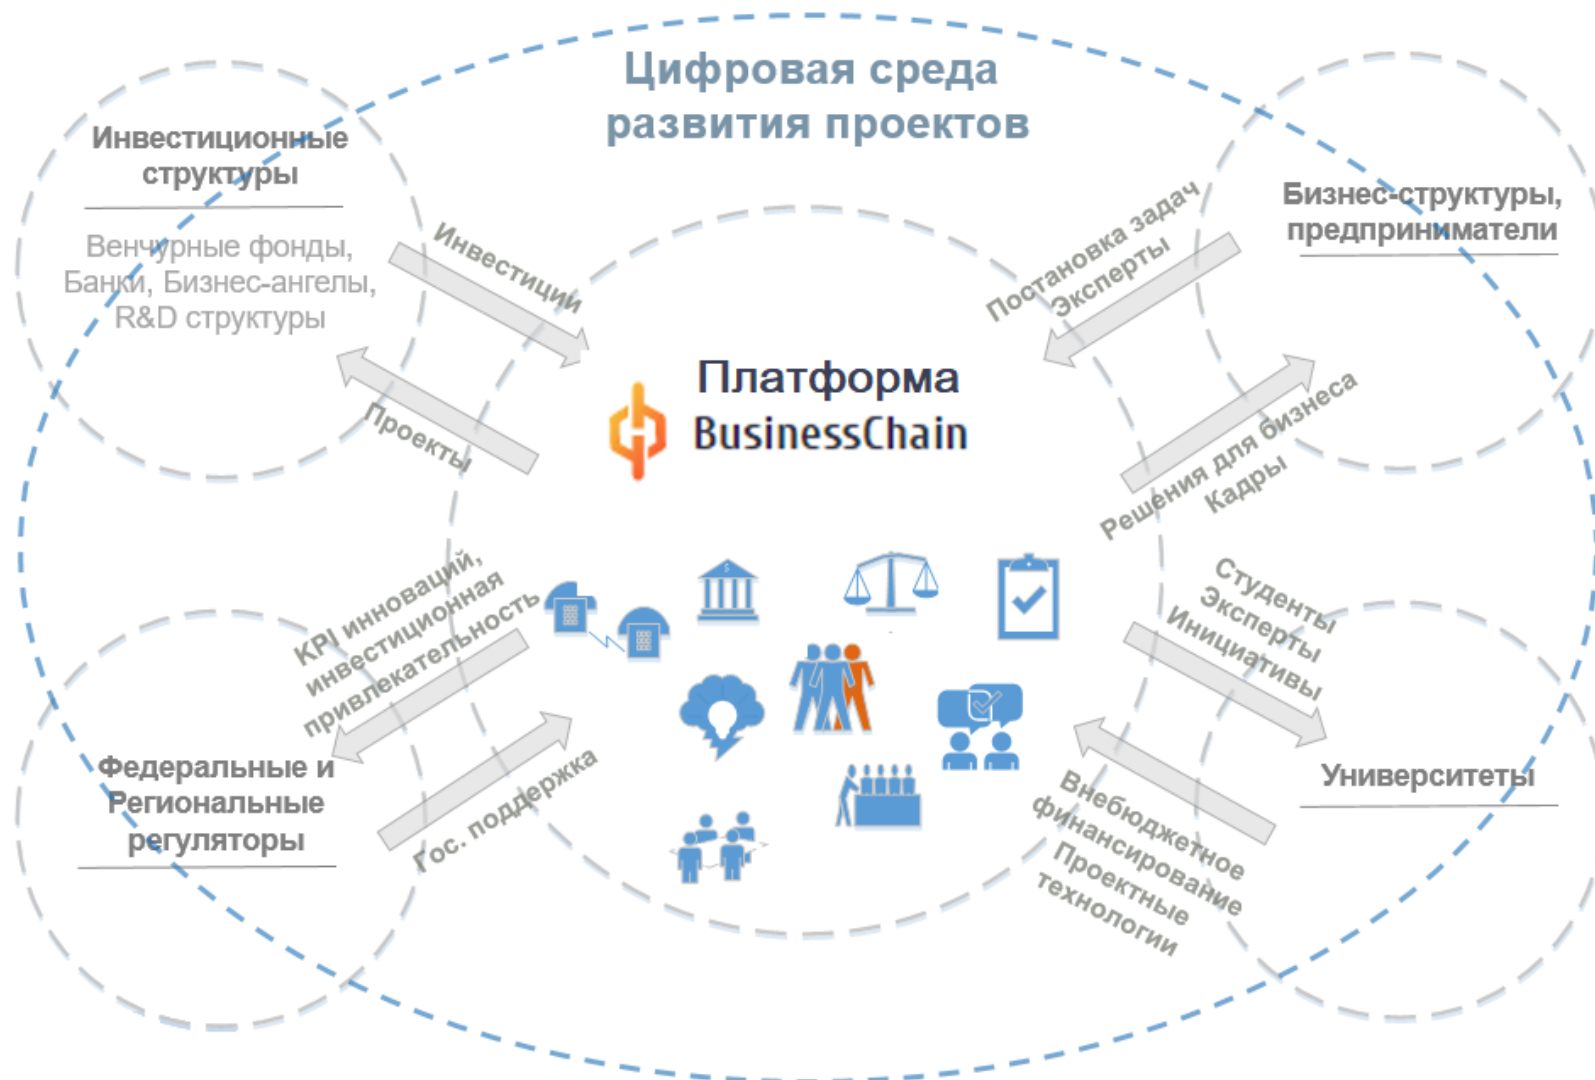 Цифровая среда
развития проектов
Инвестиционные
структуры
Венчурные фонды,
Банки, Бизнес-ангелы,
R&D структуры
Инвестиции
Проекты
Постановка задач
Эксперты
Бизнес-структуры,
предприниматели
Решения для бизнеса
Кадры
Платформа
BusinessChain
KPI инноваций,
инвестиционная
привлекательность
Федеральные и
Региональные
регуляторы
Гос. поддержка
Студенты
Эксперты
Инициативы
Университеты
Внебюджетное
финансирование
Проектные
технологии